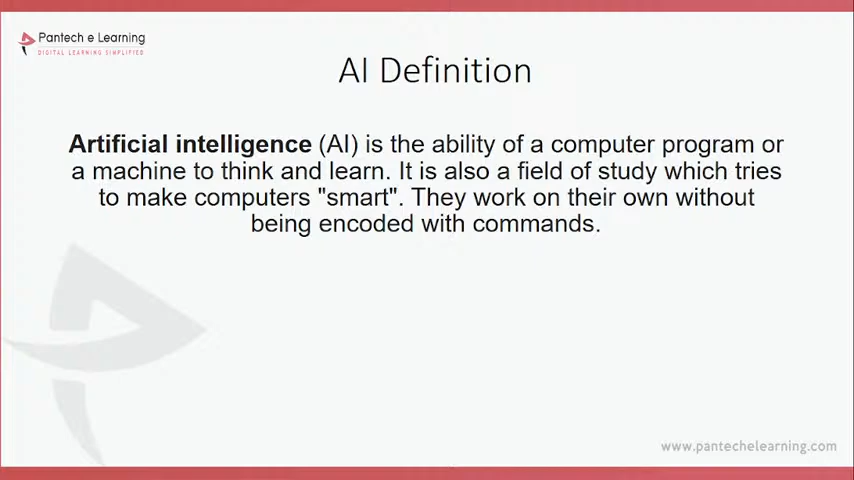 Pantech e Learning
DIGITAL LEARNING SIMPLIFIED
AI Definition
Artificial intelligence (AI) is the ability of a computer program or
a machine to think and learn. It is also a field of study which tries
to make computers "smart". They work on their own without
being encoded with commands.
www.pantechelearning.com